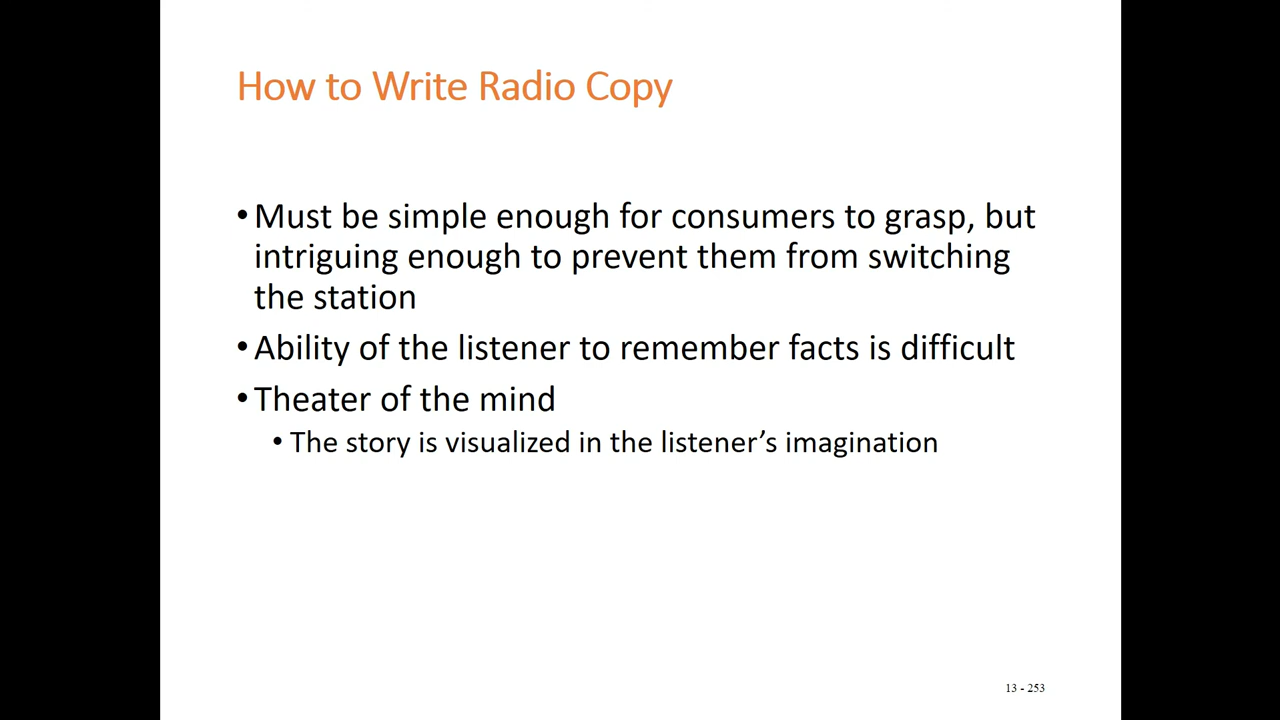 How to Write Radio Copy
• Must be simple enough for consumers to grasp, but
intriguing enough to prevent them from switching
the station
• Ability of the listener to remember facts is difficult
• Theater of the mind
• The story is visualized in the listener’s imagination
13 - 253